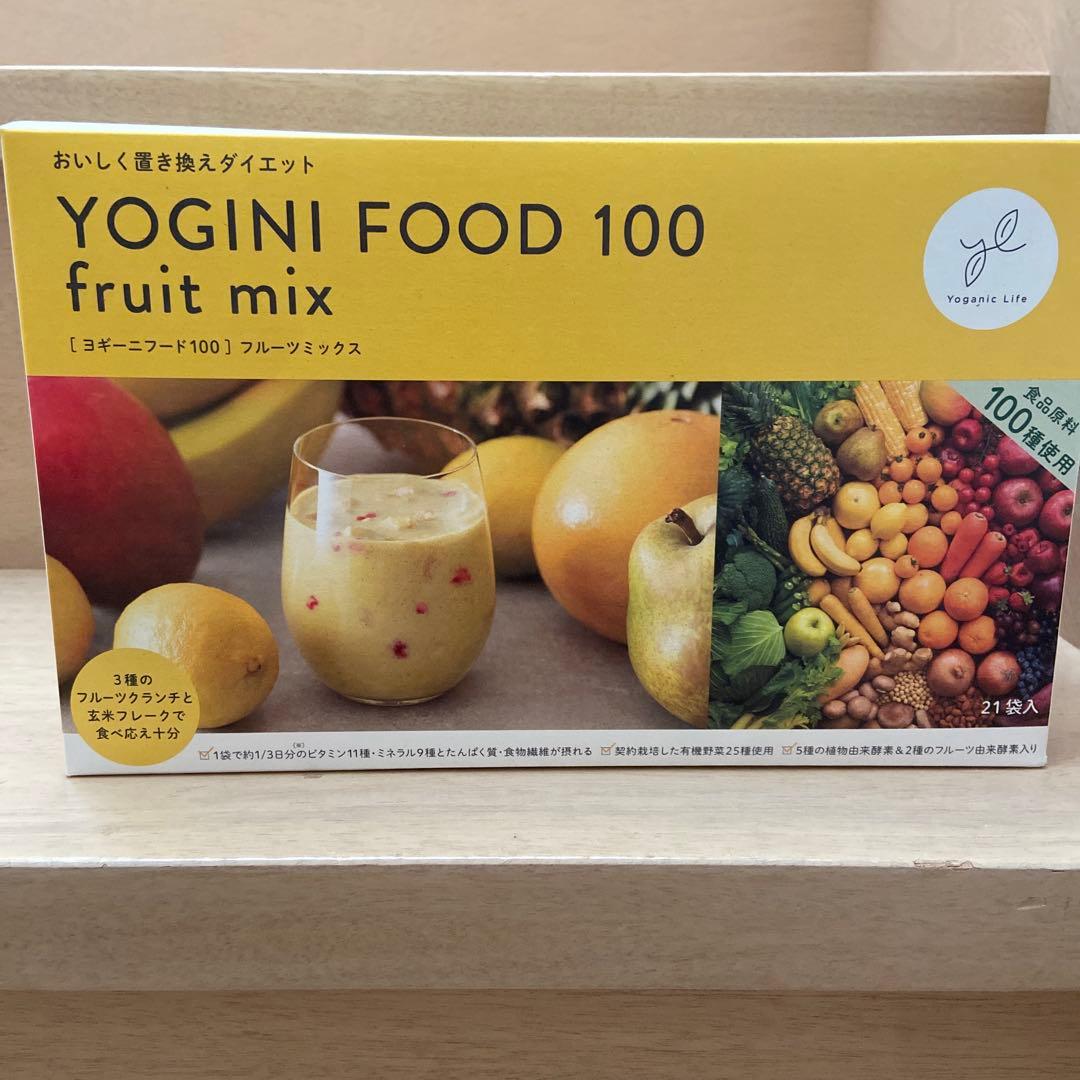 おいしく置き換えダイエット
YOGINI FOOD 100
fruit mix
[ヨギーニフード100] フルーツミックス
yl
Yoganic Life
食品原料
100種使用
3種の
フルーツクランチと
玄米フレークで
食べ応え十分
21袋入
1袋で約1/3日分(※)のビタミン11種・ミネラル9種とたんぱく質・食物繊維が摂れる 契約栽培した有機野菜25種使用 5種の植物由来酵素&2種のフルーツ由来酵素入り